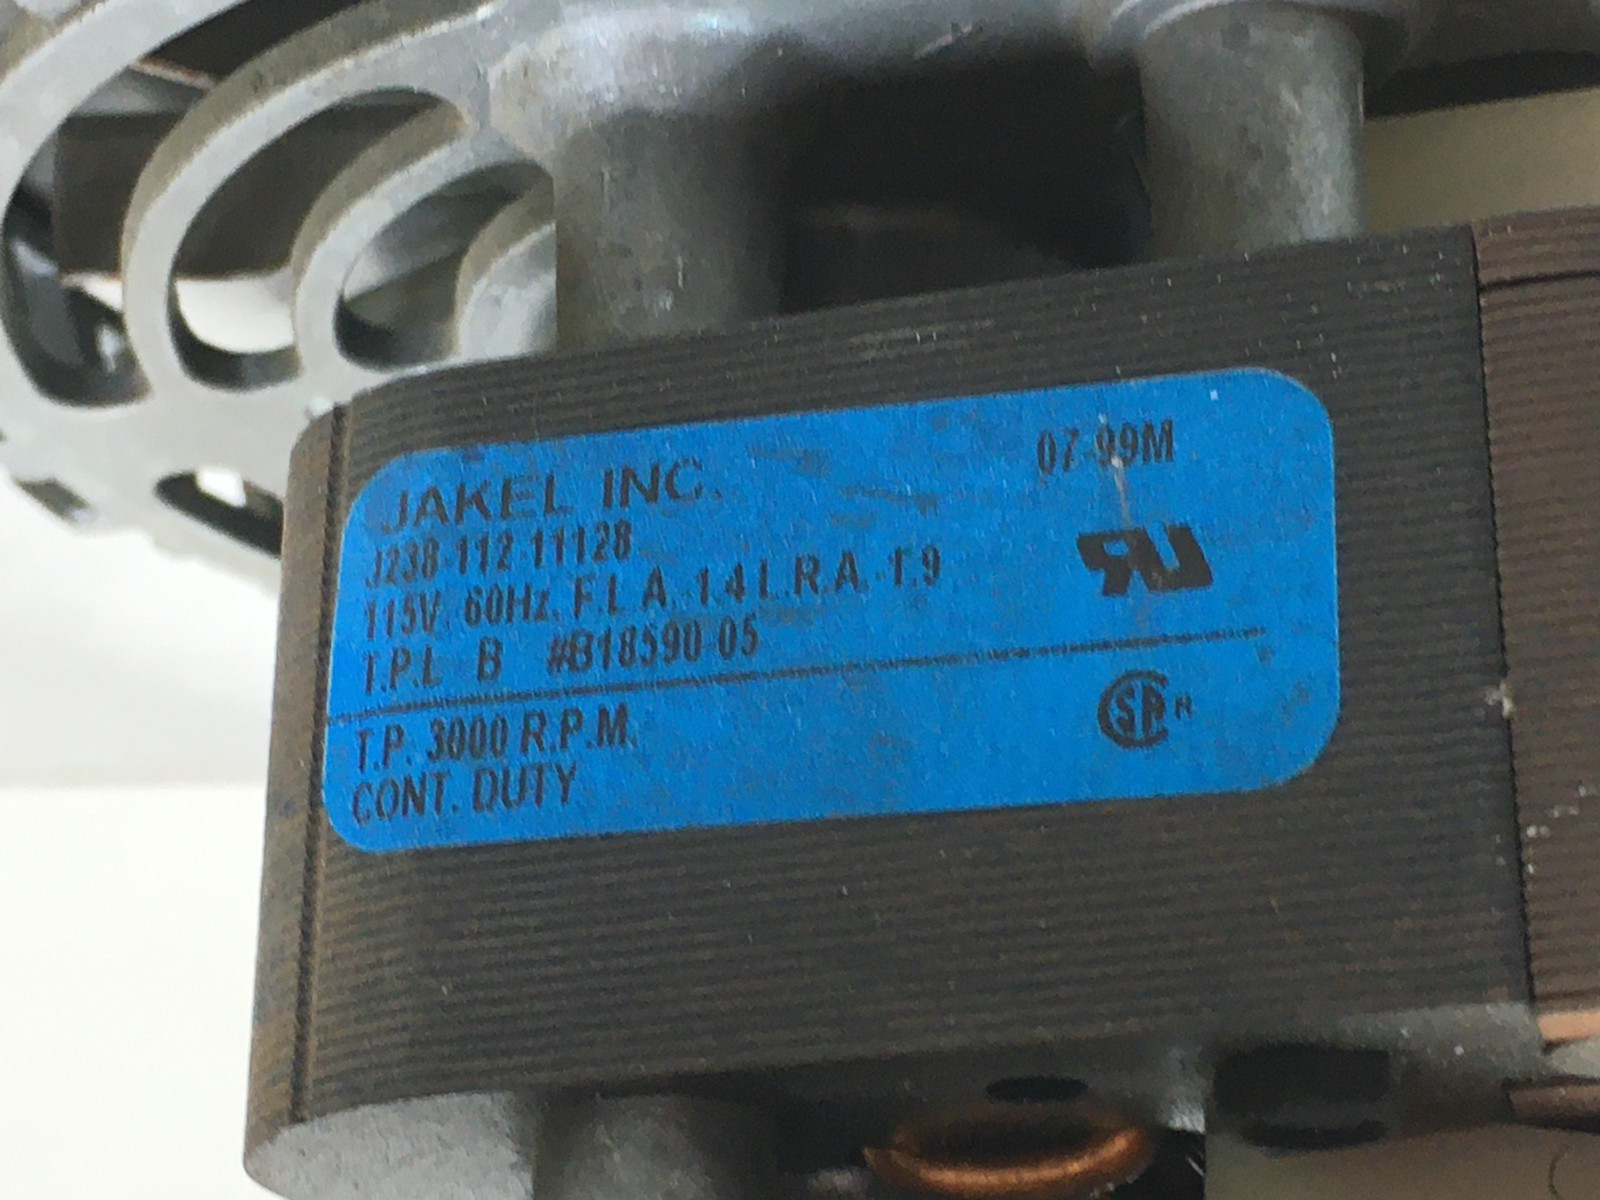 JAKEL INC.
07-99M
J238-112-11128
115V. 60Hz. F.L.A. 1.4 L.R.A. 1.9
T.P.L B #B18590-05
T.P. 3000 R.P.M.
CONT. DUTY